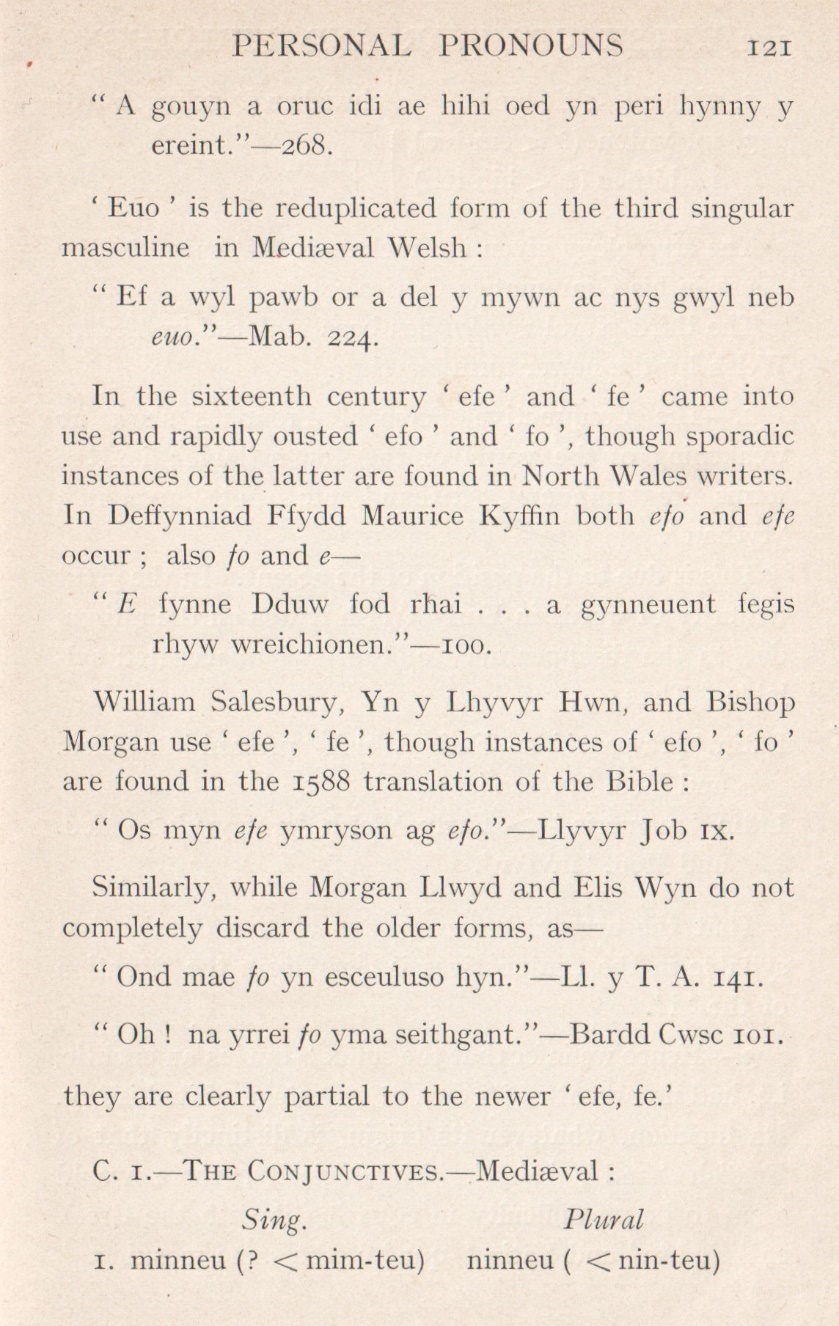 PERSONAL PRONOUNS 121
“ A gouyn a oruc idi ae hihi oed yn peri hynny y
ereint.”—268.
‘ Euo ’ is the reduplicated form of the third singular
masculine in Mediæval Welsh :
“ Ef a wyl pawb or a del y mywn ac nys gwyl neb
euo.”—Mab. 224.
In the sixteenth century ‘ efe ’ and ‘ fe ’ came into
use and rapidly ousted ‘ efo ’ and ‘ fo ’, though sporadic
instances of the latter are found in North Wales writers.
In Deffynniad Ffydd Maurice Kyffin both efo and efe
occur ; also fo and e—
“ E fynne Dduw fod rhai . . . a gynneuent fegis
rhyw wreichionen.”—100.
William Salesbury, Yn y Lhyvyr Hwn, and Bishop
Morgan use ‘ efe ’, ‘ fe ’, though instances of ‘ efo ’, ‘ fo ’
are found in the 1588 translation of the Bible :
“ Os myn efe ymryson ag efo.”—Llyvyr Job IX.
Similarly, while Morgan Llwyd and Elis Wyn do not
completely discard the older forms, as—
“ Ond mae fo yn esceuluso hyn.”—Ll. y T. A. 141.
“ Oh ! na yrrei fo yma seithgant.”—Bardd Cwsc 101.
they are clearly partial to the newer ‘ efe, fe.’
C. 1.—THE CONJUNCTIVES.—Mediæval :
Sing. Plural
1. minneu (? < mim-teu) ninneu ( < nin-teu)